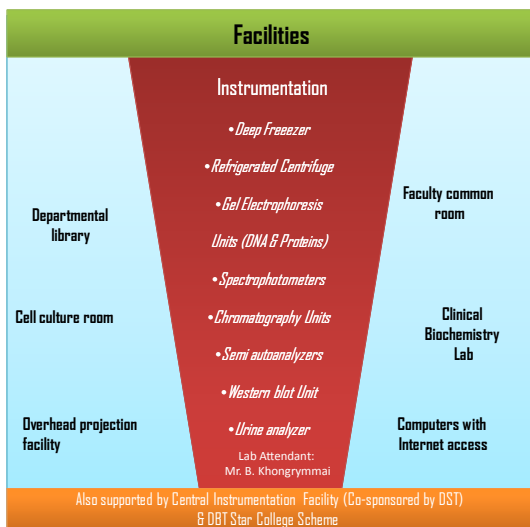 Facilities
Instrumentation
•Deep Freeezer
•Refrigerated Centrifuge
•Gel Electrophoresis
Units (DNA & Proteins)
•Spectrophotometers
•Chromatography Units
•Semi autoanalyzers
•Western blot Unit
•Urine analyzer
Lab Attendant:
Mr. B. Khongrymmai
Departmental
library
Cell culture room
Overhead projection
facility
Faculty common
room
Clinical
Biochemistry
Lab
Computers with
Internet access
Also supported by Central Instrumentation Facility (Co-sponsored by DST)
& DBT Star College Scheme